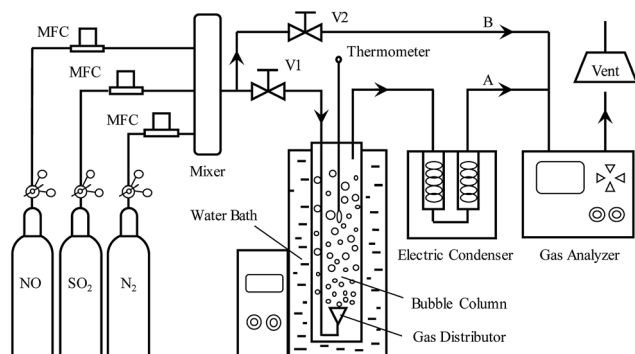 MFC
MFC
MFC
V2
B
Thermometer
V1
A
Vent
Mixer
Water Bath
Electric Condenser
Gas Analyzer
NO
SO₂
N₂
Bubble Column
Gas Distributor